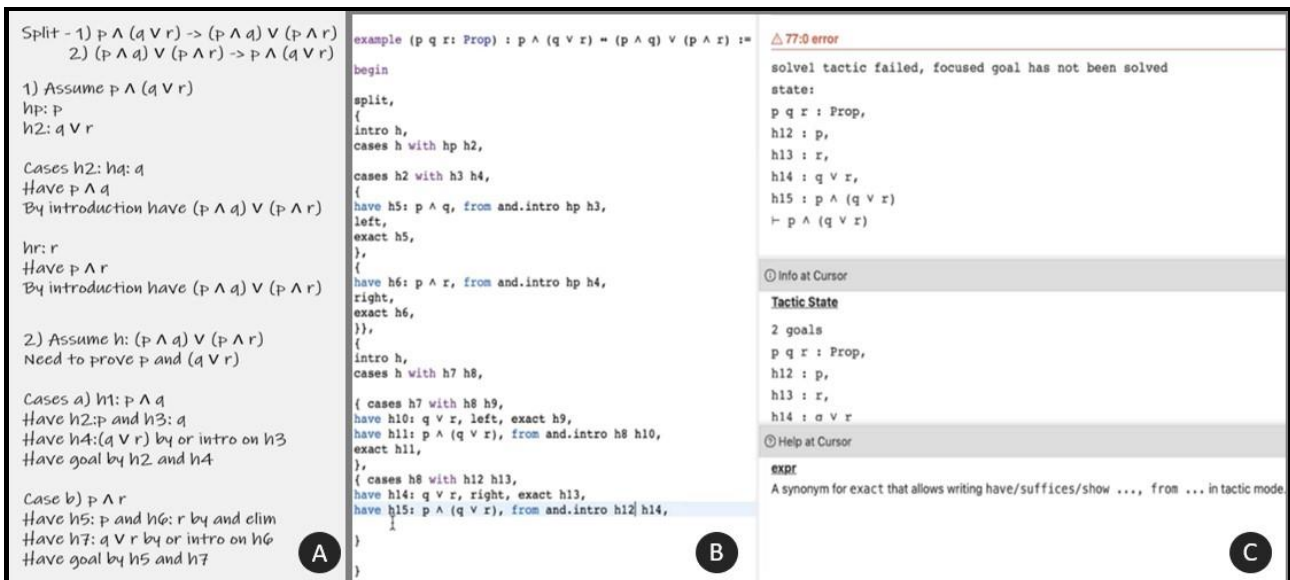 Split - 1) p ∧ (q ∨ r) -> (p ∧ q) ∨ (p ∧ r)
2) (p ∧ q) ∨ (p ∧ r) -> p ∧ (q ∨ r)
1) Assume p ∧ (q ∨ r)
hp: p
h2: q ∨ r
Cases h2: hq: q
Have p ∧ q
By introduction have (p ∧ q) ∨ (p ∧ r)
hr: r
Have p ∧ r
By introduction have (p ∧ q) ∨ (p ∧ r)
2) Assume h: (p ∧ q) ∨ (p ∧ r)
Need to prove p and (q ∨ r)
Cases a) h1: p ∧ q
Have h2:p and h3: q
Have h4:(q ∨ r) by or intro on h3
Have goal by h2 and h4
Case b) p ∧ r
Have h5: p and h6: r by and elim
Have h7: q ∨ r by or intro on h6
Have goal by h5 and h7
A
example (p q r: Prop) : p ∧ (q ∨ r) ↔ (p ∧ q) ∨ (p ∧ r) :=
begin
split,
{
intro h,
cases h with hp h2,
cases h2 with h3 h4,
{
have h5: p ∧ q, from and.intro hp h3,
left,
exact h5,
},
{
have h6: p ∧ r, from and.intro hp h4,
right,
exact h6,
}},
{
intro h,
cases h with h7 h8,
{ cases h7 with h8 h9,
have h10: q ∨ r, left, exact h9,
have h11: p ∧ (q ∨ r), from and.intro h8 h10,
exact h11,
},
{ cases h8 with h12 h13,
have h14: q ∨ r, right, exact h13,
have h15: p ∧ (q ∨ r), from and.intro h12 h14,
}
}
B
⚠ 77:0 error
solve1 tactic failed, focused goal has not been solved
state:
p q r : Prop,
h12 : p,
h13 : r,
h14 : q ∨ r,
h15 : p ∧ (q ∨ r)
⊢ p ∧ (q ∨ r)
Info at Cursor
Tactic State
2 goals
p q r : Prop,
h12 : p,
h13 : r,
h14 : q ∨ r
Help at Cursor
expr
A synonym for exact that allows writing have/suffices/show ..., from ... in tactic mode.
C